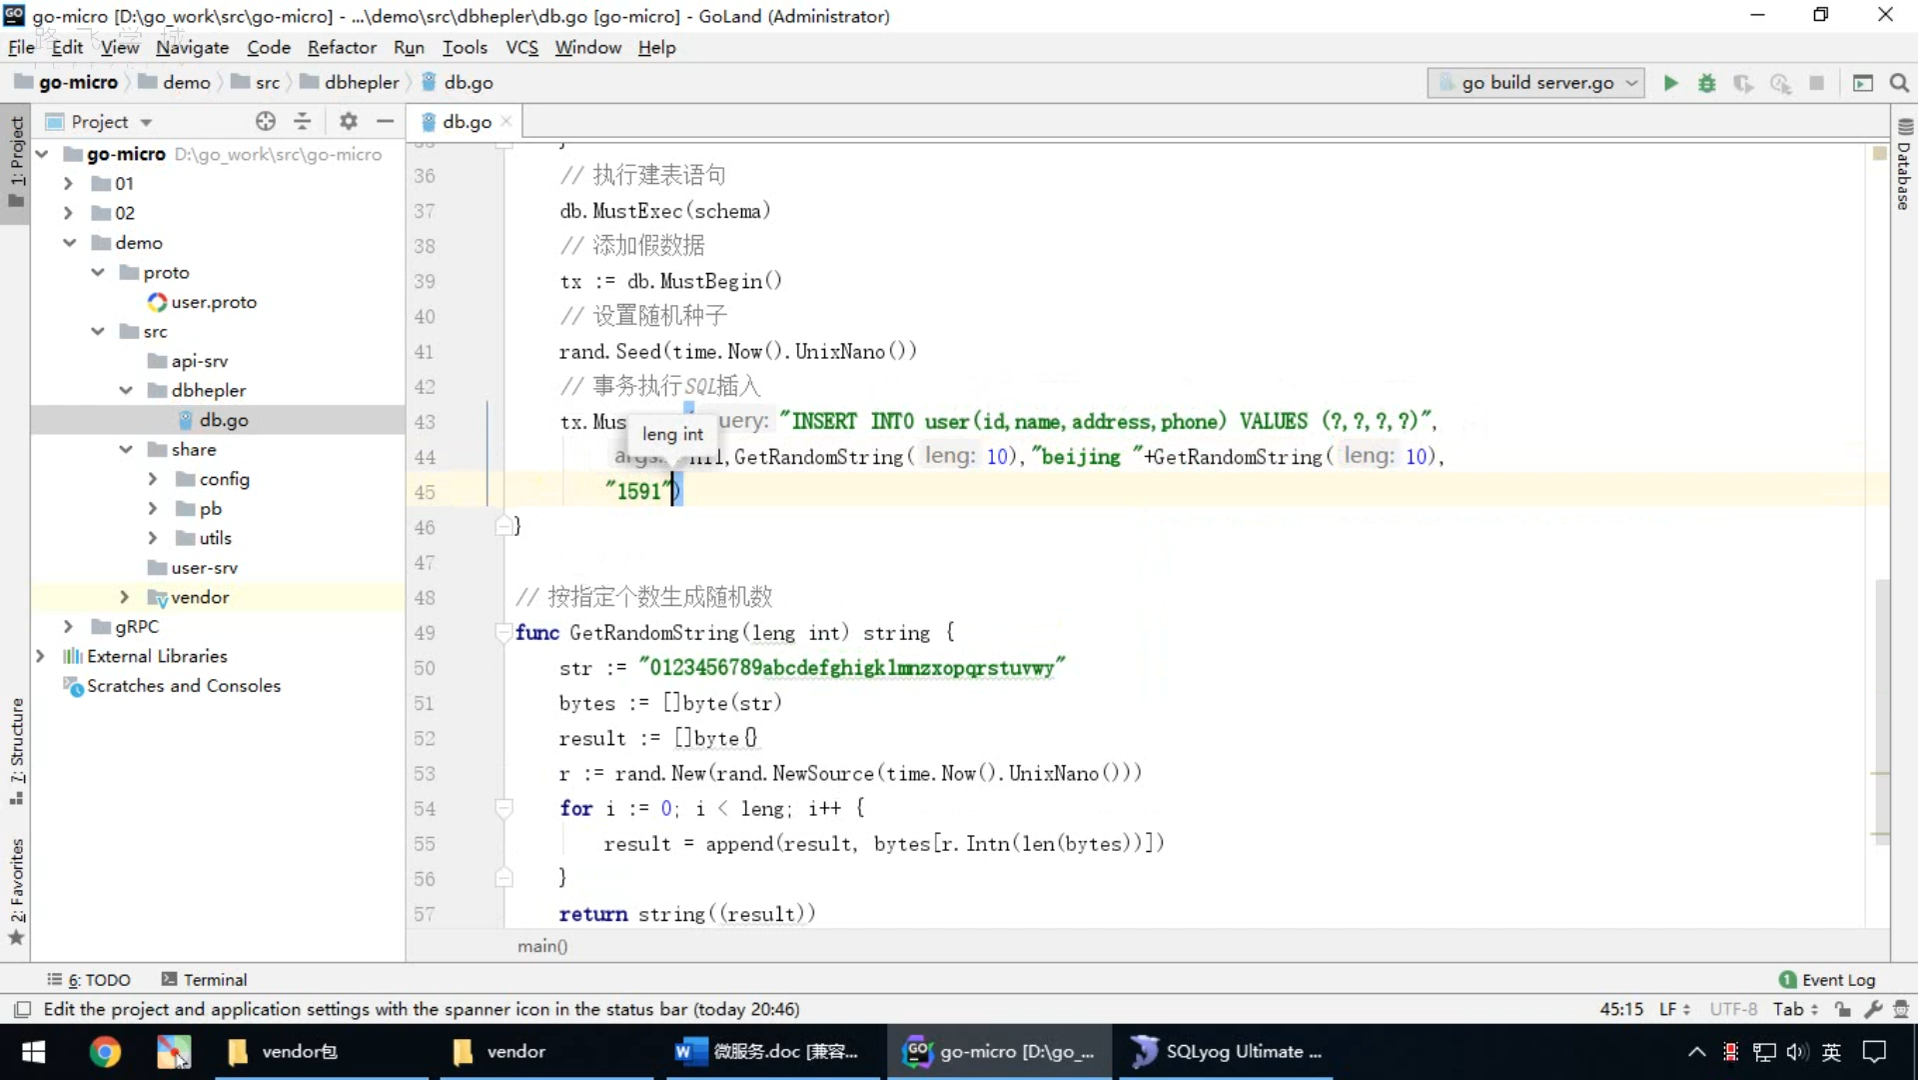 go-micro [D:\go_work\src\go-micro] - ...\demo\src\dbhepler\db.go [go-micro] - GoLand (Administrator)
File Edit View Navigate Code Refactor Run Tools VCS Window Help
路飞学城
go-micro demo src dbhepler db.go
go build server.go
Project
db.go
1: Project
Database
go-micro D:\go_work\src\go-micro
01
02
demo
proto
user.proto
src
api-srv
dbhepler
db.go
share
config
pb
utils
user-srv
vendor
gRPC
External Libraries
Scratches and Consoles
7: Structure
2: Favorites
36 // 执行建表语句
37 db.MustExec(schema)
38 // 添加假数据
39 tx := db.MustBegin()
40 // 设置随机种子
41 rand.Seed(time.Now().UnixNano())
42 // 事务执行SQL插入
43 tx.Mus uery: "INSERT INTO user(id,name,address,phone) VALUES (?,?,?,?)",
leng int
44 args: nil,GetRandomString( leng: 10),"beijing "+GetRandomString( leng: 10),
45 "1591")
46 }
47
48 // 按指定个数生成随机数
49 func GetRandomString(leng int) string {
50 str := "0123456789abcdefghigklmnzxopqrstuvwy"
51 bytes := []byte(str)
52 result := []byte{}
53 r := rand.New(rand.NewSource(time.Now().UnixNano()))
54 for i := 0; i < leng; i++ {
55 result = append(result, bytes[r.Intn(len(bytes))])
56 }
57 return string((result))
main()
6: TODO Terminal
1 Event Log
Edit the project and application settings with the spanner icon in the status bar (today 20:46)
45:15 LF UTF-8 Tab
vendor包
vendor
微服务.doc [兼容...
go-micro [D:\go_...
SQLyog Ultimate ...
英